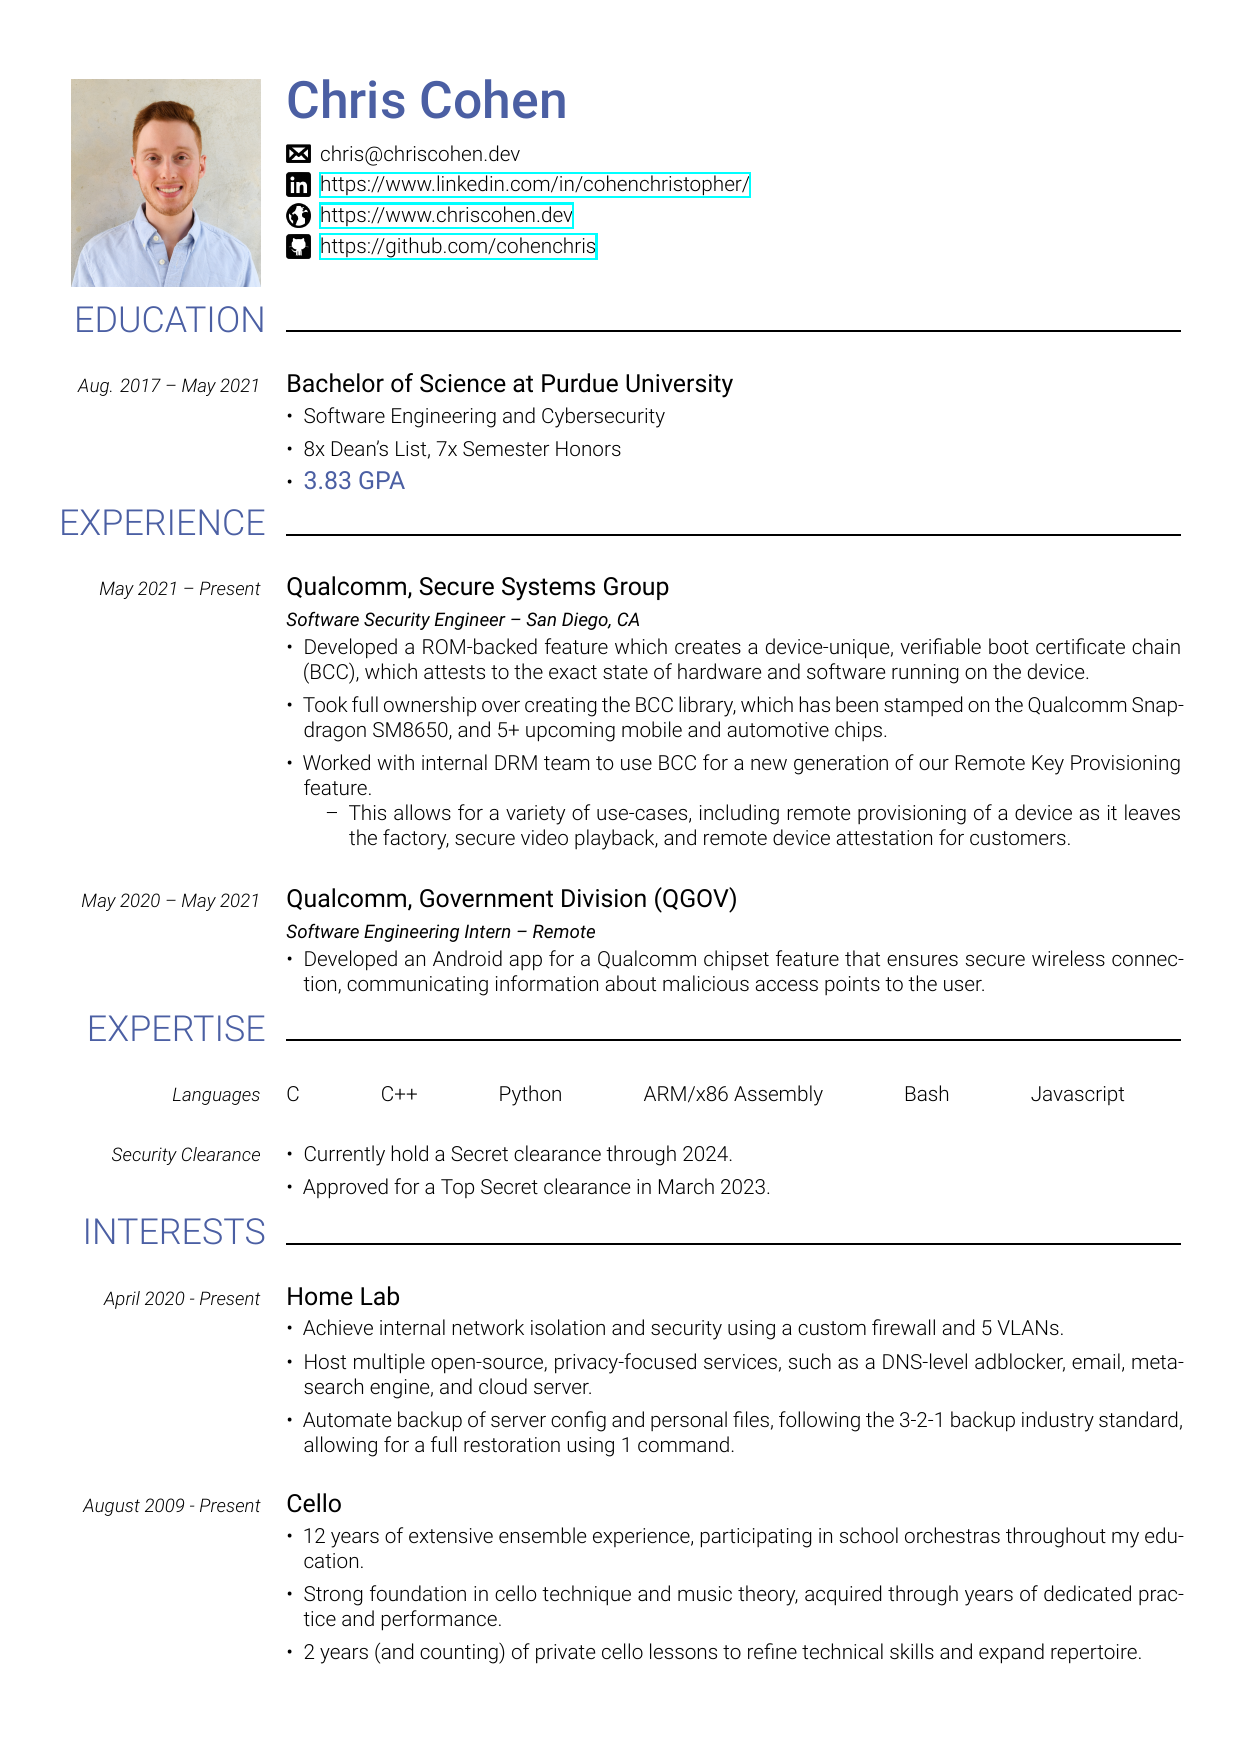 Chris Cohen
chris@chriscohen.dev
https://www.linkedin.com/in/cohenchristopher/
https://www.chriscohen.dev
https://github.com/cohenchris
EDUCATION
Aug. 2017 – May 2021 Bachelor of Science at Purdue University
• Software Engineering and Cybersecurity
• 8x Dean's List, 7x Semester Honors
• 3.83 GPA
EXPERIENCE
May 2021 – Present Qualcomm, Secure Systems Group
Software Security Engineer – San Diego, CA
• Developed a ROM-backed feature which creates a device-unique, verifiable boot certificate chain
(BCC), which attests to the exact state of hardware and software running on the device.
• Took full ownership over creating the BCC library, which has been stamped on the Qualcomm Snap-
dragon SM8650, and 5+ upcoming mobile and automotive chips.
• Worked with internal DRM team to use BCC for a new generation of our Remote Key Provisioning
feature.
– This allows for a variety of use-cases, including remote provisioning of a device as it leaves
the factory, secure video playback, and remote device attestation for customers.
May 2020 – May 2021 Qualcomm, Government Division (QGOV)
Software Engineering Intern – Remote
• Developed an Android app for a Qualcomm chipset feature that ensures secure wireless connec-
tion, communicating information about malicious access points to the user.
EXPERTISE
Languages C C++ Python ARM/x86 Assembly Bash Javascript
Security Clearance • Currently hold a Secret clearance through 2024.
• Approved for a Top Secret clearance in March 2023.
INTERESTS
April 2020 - Present Home Lab
• Achieve internal network isolation and security using a custom firewall and 5 VLANs.
• Host multiple open-source, privacy-focused services, such as a DNS-level adblocker, email, meta-
search engine, and cloud server.
• Automate backup of server config and personal files, following the 3-2-1 backup industry standard,
allowing for a full restoration using 1 command.
August 2009 - Present Cello
• 12 years of extensive ensemble experience, participating in school orchestras throughout my edu-
cation.
• Strong foundation in cello technique and music theory, acquired through years of dedicated prac-
tice and performance.
• 2 years (and counting) of private cello lessons to refine technical skills and expand repertoire.